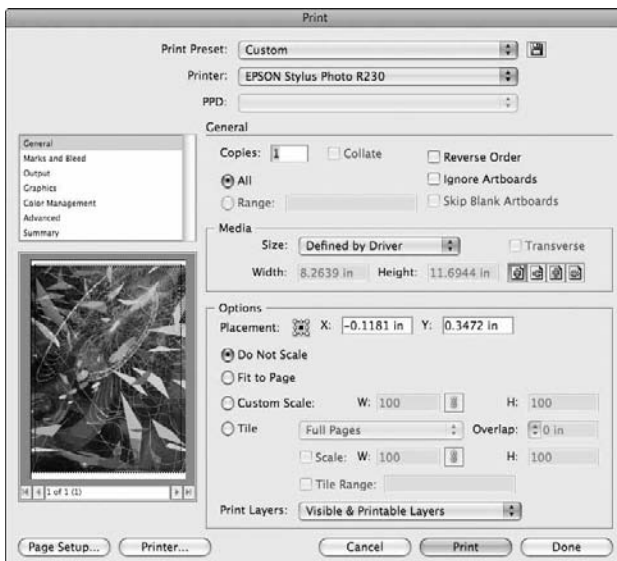 Print
Print Preset: Custom
Printer: EPSON Stylus Photo R230
PPD:
General
Marks and Bleed
Output
Graphics
Color Management
Advanced
Summary
1 of 1 (1)
General
Copies: 1 Collate Reverse Order
All Ignore Artboards
Range: Skip Blank Artboards
Media
Size: Defined by Driver Transverse
Width: 8.2639 in Height: 11.6944 in
Options
Placement: X: -0.1181 in Y: 0.3472 in
Do Not Scale
Fit to Page
Custom Scale: W: 100 H: 100
Tile Full Pages Overlap: 0 in
Scale: W: 100 H: 100
Tile Range:
Print Layers: Visible & Printable Layers
Page Setup... Printer... Cancel Print Done